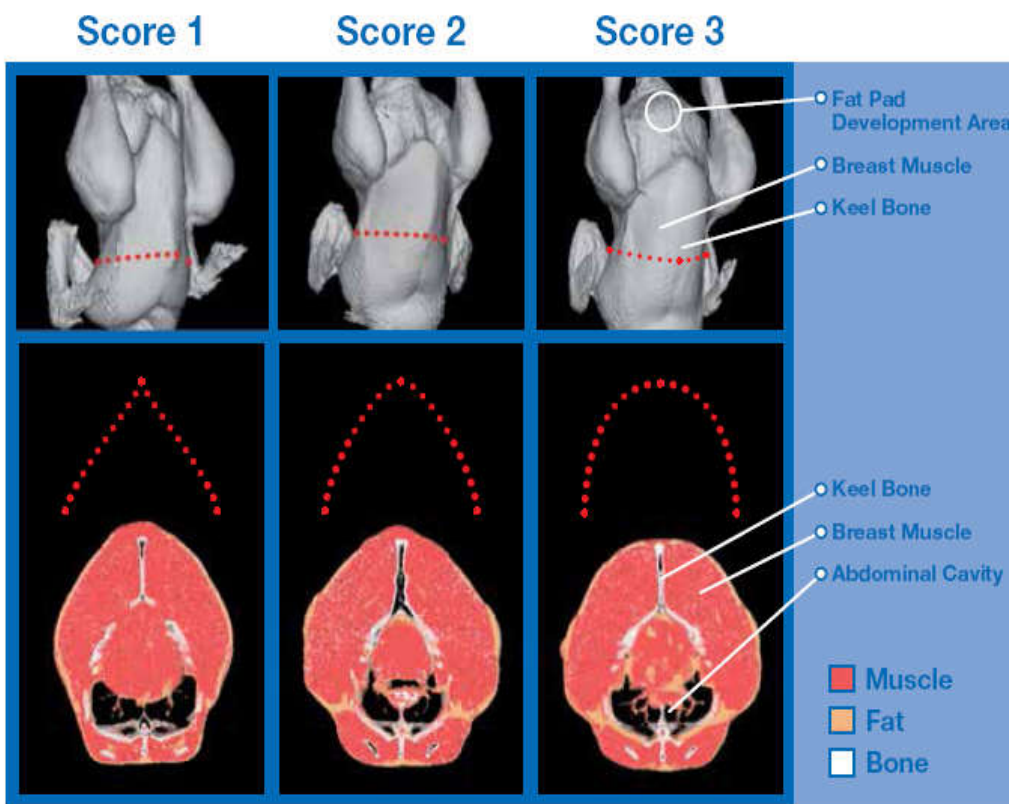 Score 1
Score 2
Score 3
Fat Pad
Development Area
Breast Muscle
Keel Bone
Keel Bone
Breast Muscle
Abdominal Cavity
Muscle
Fat
Bone